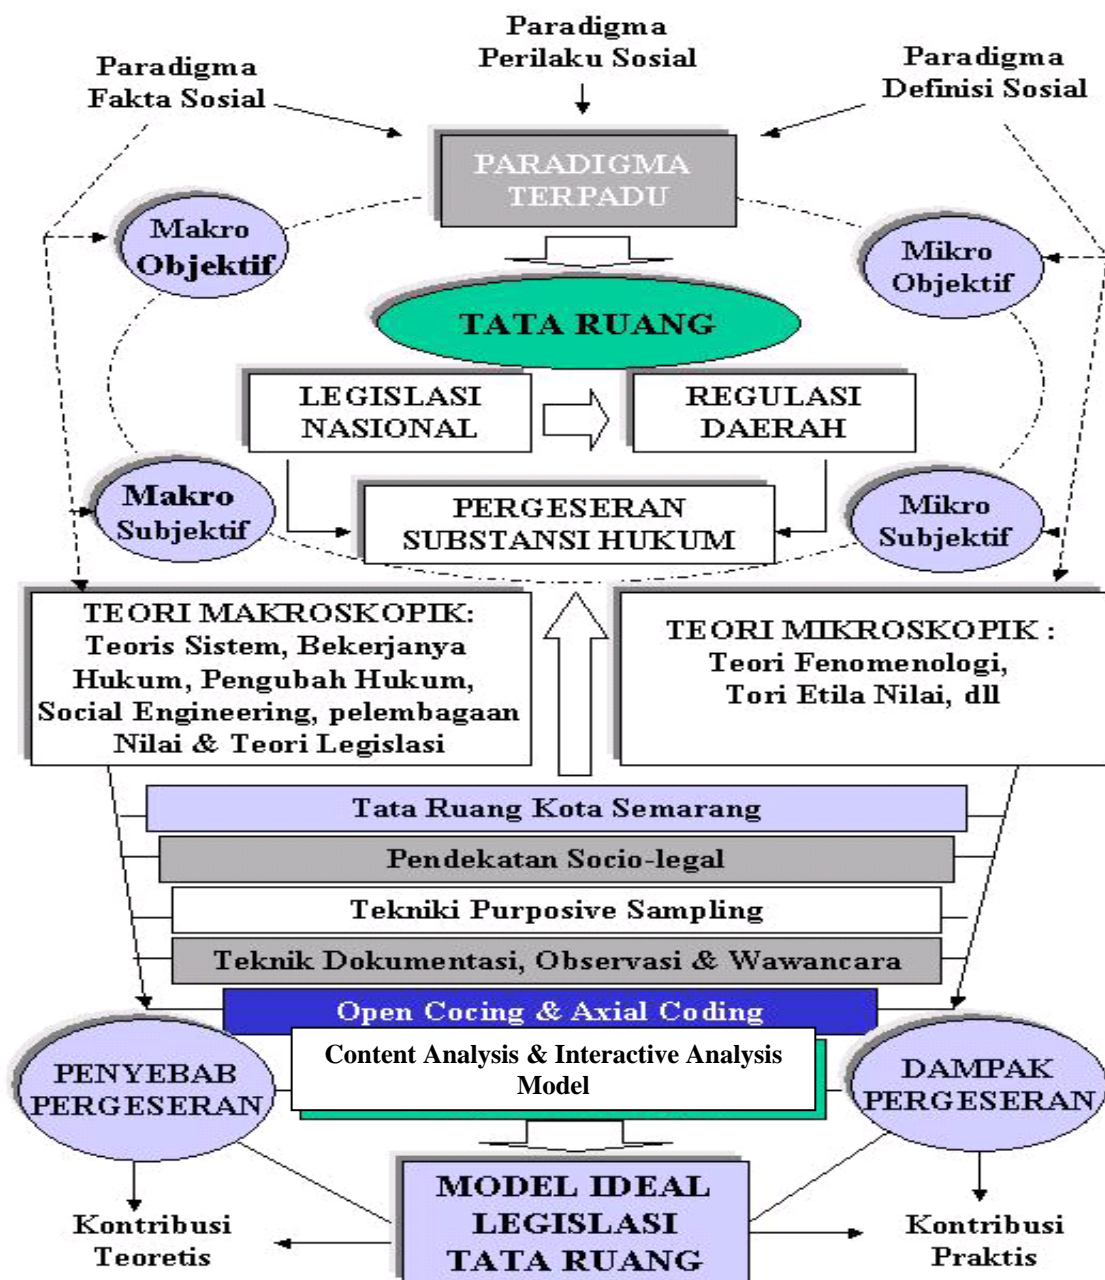 Paradigma
Perilaku Sosial
Paradigma
Fakta Sosial
Paradigma
Definisi Sosial
PARADIGMA
TERPADU
Makro
Objektif
Mikro
Objektif
TATA RUANG
LEGISLASI
NASIONAL
REGULASI
DAERAH
Makro
Subjektif
PERGESERAN
SUBSTANSI HUKUM
Mikro
Subjektif
TEORI MAKROSKOPIK:
Teoris Sistem, Bekerjanya
Hukum, Pengubah Hukum,
Social Engineering, pelembagaan
Nilai & Teori Legislasi
TEORI MIKROSKOPIK :
Teori Fenomenologi,
Tori Etila Nilai, dll
Tata Ruang Kota Semarang
Pendekatan Socio-legal
Tekniki Purposive Sampling
Teknik Dokumentasi, Observasi & Wawancara
Open Cocing & Axial Coding
Content Analysis & Interactive Analysis
Model
PENYEBAB
PERGESERAN
DAMPAK
PERGESERAN
MODEL IDEAL
LEGISLASI
TATA RUANG
Kontribusi
Teoretis
Kontribusi
Praktis